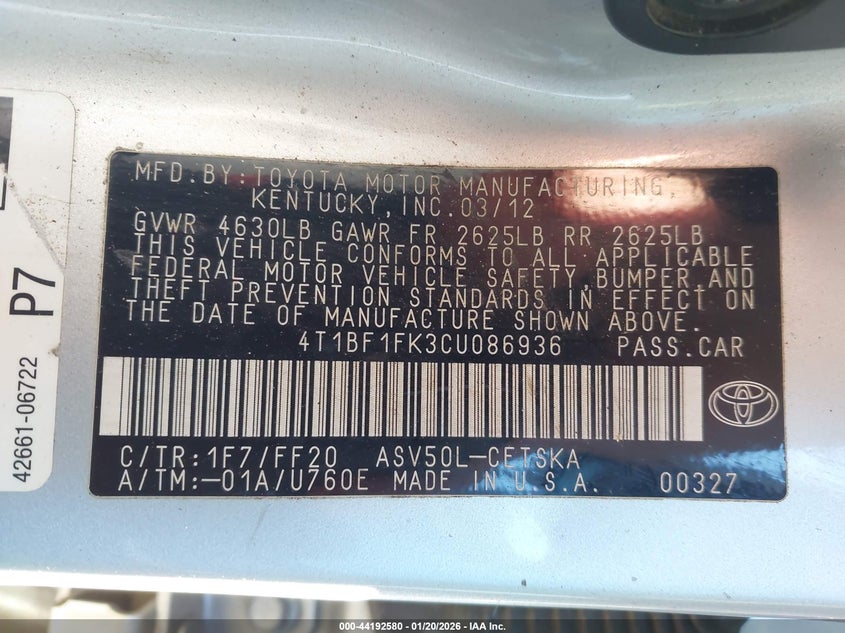 MFD. BY: TOYOTA MOTOR MANUFACTURING,
KENTUCKY, INC. 03/12
GVWR 4630LB GAWR FR 2625LB RR 2625LB
THIS VEHICLE CONFORMS TO ALL APPLICABLE
FEDERAL MOTOR VEHICLE SAFETY, BUMPER, AND
THEFT PREVENTION STANDARDS IN EFFECT ON
THE DATE OF MANUFACTURE SHOWN ABOVE.
4T1BF1FK3CU086936 PASS. CAR
C/TR: 1F7/FF20 ASV50L-CETSKA
A/TM:-01A/U760E MADE IN U.S.A. 00327
P7
42661-06722
000-44192580 - 01/20/2026 - IAA Inc.